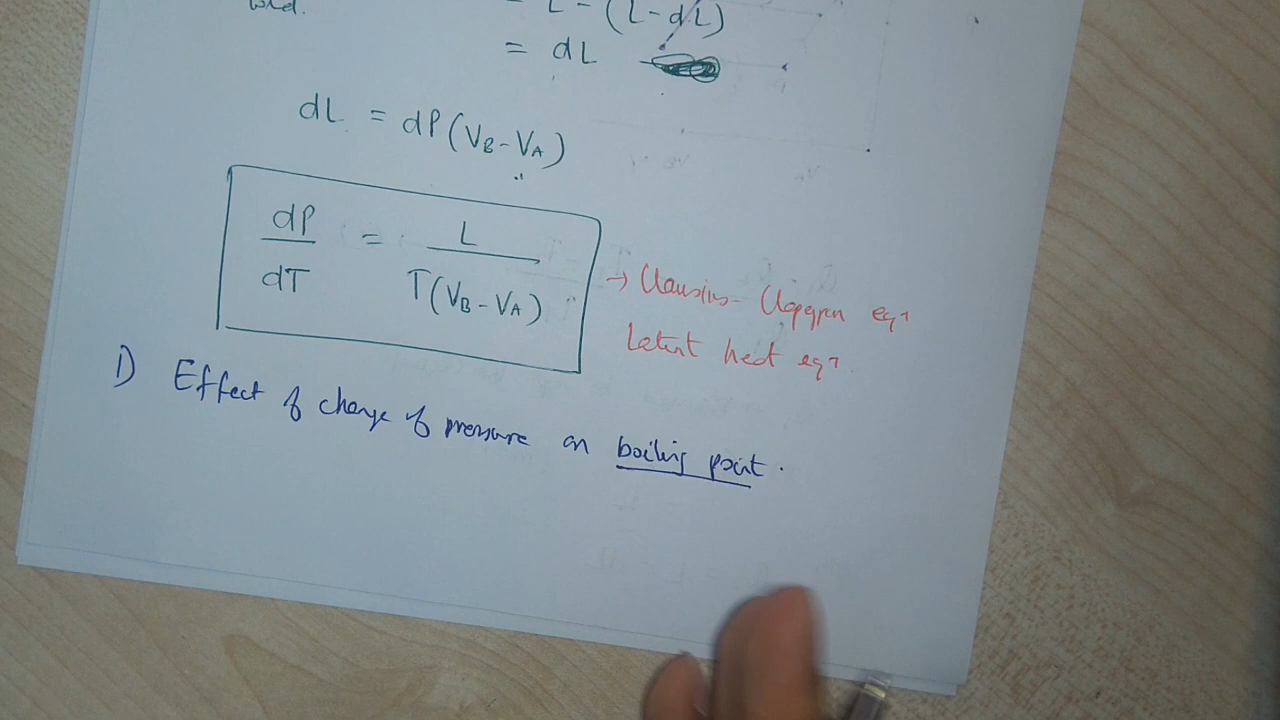 = L - (L-dL)
= dL
dL = dP(V_B - V_A)
dP/dT = L / T(V_B - V_A)
→ Clausius - Clapyrn eqn
Latent heat eqn.
1) Effect of change of pressure on boiling point.